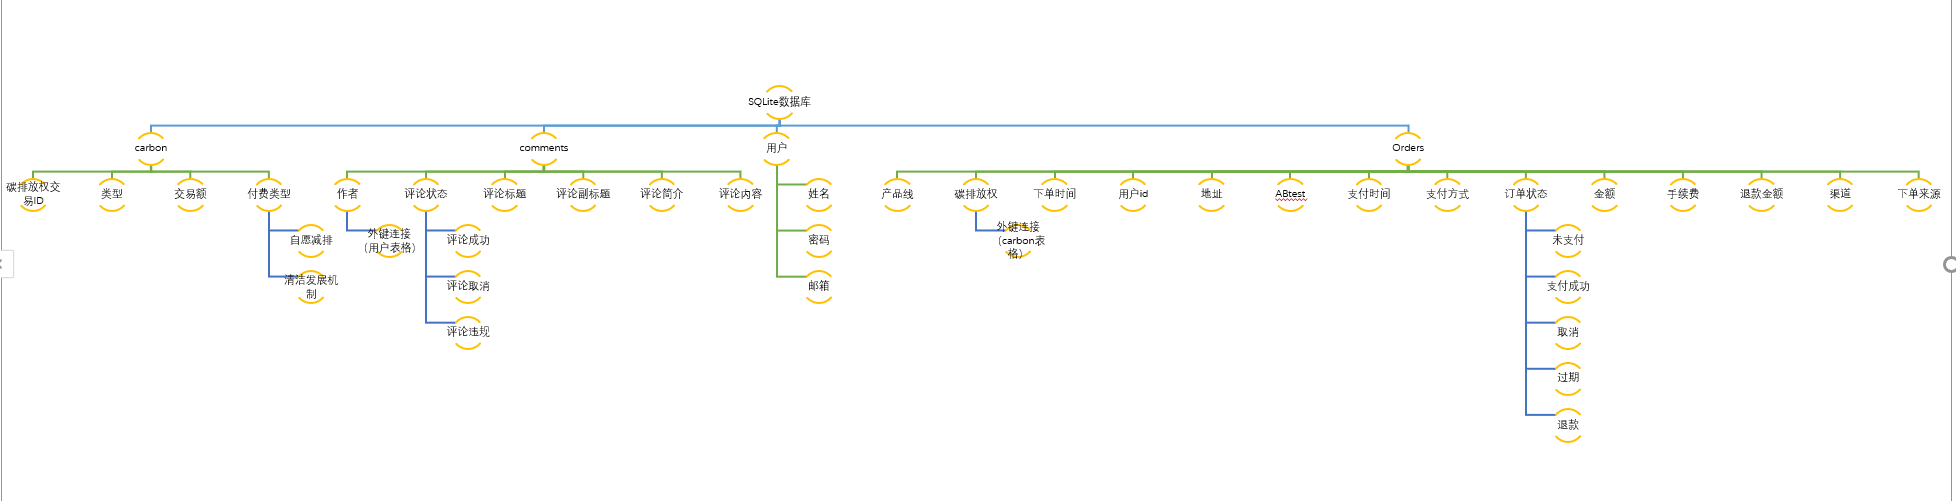 SQLite数据库
carbon
comments
用户
Orders
碳排放权交
易ID
类型
交易额
付费类型
作者
评论状态
评论标题
评论副标题
评论简介
评论内容
姓名
产品线
碳排放权
下单时间
用户id
地址
ABtest
支付时间
支付方式
订单状态
金额
手续费
退款金额
渠道
下单来源
自愿减排
外键连接
（用户表格）
评论成功
密码
外键连接
（carbon表
格）
未支付
清洁发展机
制
评论取消
邮箱
支付成功
评论违规
取消
过期
退款